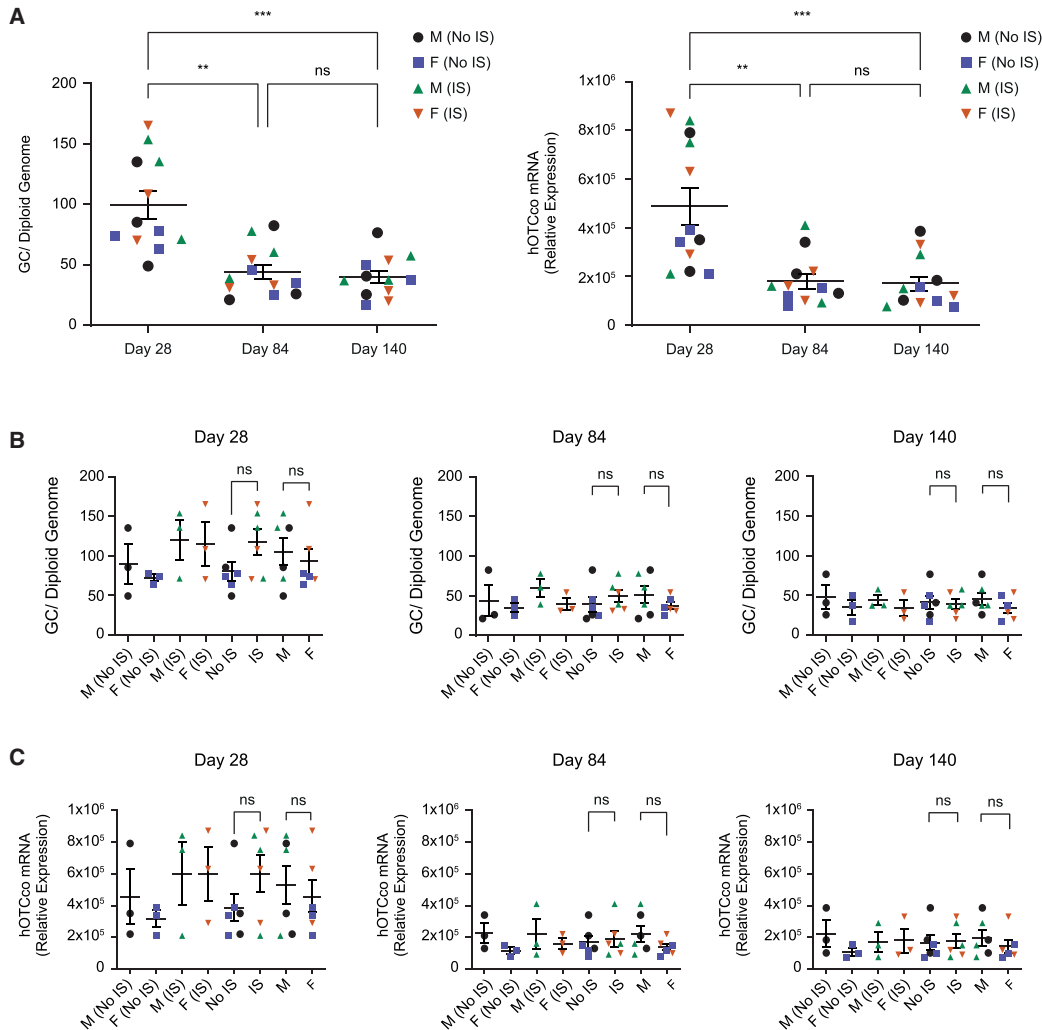 A
***
**
ns
M (No IS)
F (No IS)
M (IS)
F (IS)
200
150
100
50
0
GC/ Diploid Genome
Day 28
Day 84
Day 140
***
**
ns
M (No IS)
F (No IS)
M (IS)
F (IS)
1x10⁶
8x10⁵
6x10⁵
4x10⁵
2x10⁵
0
hOTCco mRNA
(Relative Expression)
Day 28
Day 84
Day 140
B
Day 28
ns
ns
200
150
100
50
0
GC/ Diploid Genome
M (No IS)
F (No IS)
M (IS)
F (IS)
No IS
IS
M
F
Day 84
ns
ns
200
150
100
50
0
GC/ Diploid Genome
M (No IS)
F (No IS)
M (IS)
F (IS)
No IS
IS
M
F
Day 140
ns
ns
200
150
100
50
0
GC/ Diploid Genome
M (No IS)
F (No IS)
M (IS)
F (IS)
No IS
IS
M
F
C
Day 28
ns
ns
1x10⁶
8x10⁵
6x10⁵
4x10⁵
2x10⁵
0
hOTCco mRNA
(Relative Expression)
M (No IS)
F (No IS)
M (IS)
F (IS)
No IS
IS
M
F
Day 84
ns
ns
1x10⁶
8x10⁵
6x10⁵
4x10⁵
2x10⁵
0
hOTCco mRNA
(Relative Expression)
M (No IS)
F (No IS)
M (IS)
F (IS)
No IS
IS
M
F
Day 140
ns
ns
1x10⁶
8x10⁵
6x10⁵
4x10⁵
2x10⁵
0
hOTCco mRNA
(Relative Expression)
M (No IS)
F (No IS)
M (IS)
F (IS)
No IS
IS
M
F